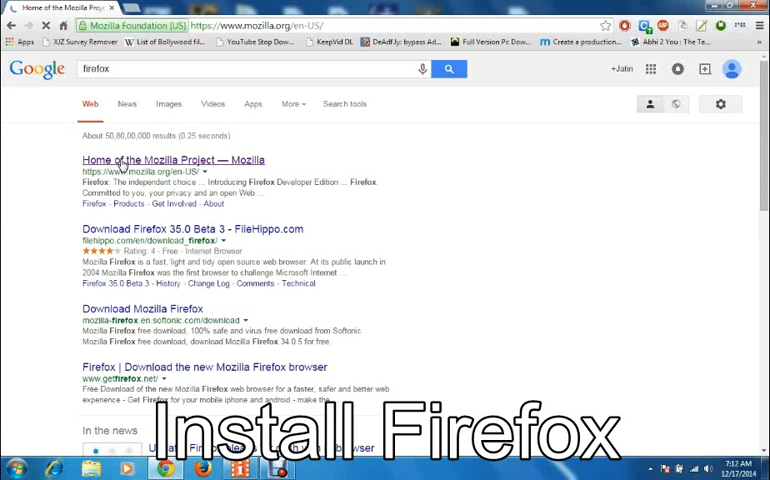 Home of the Mozilla Pro
Mozilla Foundation [US] https://www.mozilla.org/en-US/
Apps XJZ Survey Remover List of Bollywood fil YouTube Stop Dow... KeepVid DL DeAdf.ly: bypass Ad... Full Version Pc Dow... Create a production... Abhi 2 You : The Te...
Google firefox +Jatin
Web News Images Videos Apps More Search tools
About 50,80,00,000 results (0.25 seconds)
Home of the Mozilla Project — Mozilla
https://www.mozilla.org/en-US/
Firefox: The independent choice ... Introducing Firefox Developer Edition ... Firefox.
Committed to you, your privacy and an open Web ...
Firefox - Products - Get Involved - About
Download Firefox 35.0 Beta 3 - FileHippo.com
filehippo.com/en/download_firefox/
Rating: 4 - Free - Internet Browser
Mozilla Firefox is a fast, light and tidy open source web browser. At its public launch in
2004 Mozilla Firefox was the first browser to challenge Microsoft Internet ...
Firefox 35.0 Beta 3 - History - Change Log - Comments - Technical
Download Mozilla Firefox
mozilla-firefox.en.softonic.com/download
Mozilla Firefox free download, 100% safe and virus free download from Softonic
Mozilla Firefox free download, download Mozilla Firefox 34.0.5 for free.
Firefox | Download the new Mozilla Firefox browser
www.getfirefox.net/
Free Download of the new Mozilla Firefox web browser for a faster, safer and better web
experience - Get Firefox for your mobile phone and android - make the
In the news
Install Firefox
7:12 AM
12/17/2014